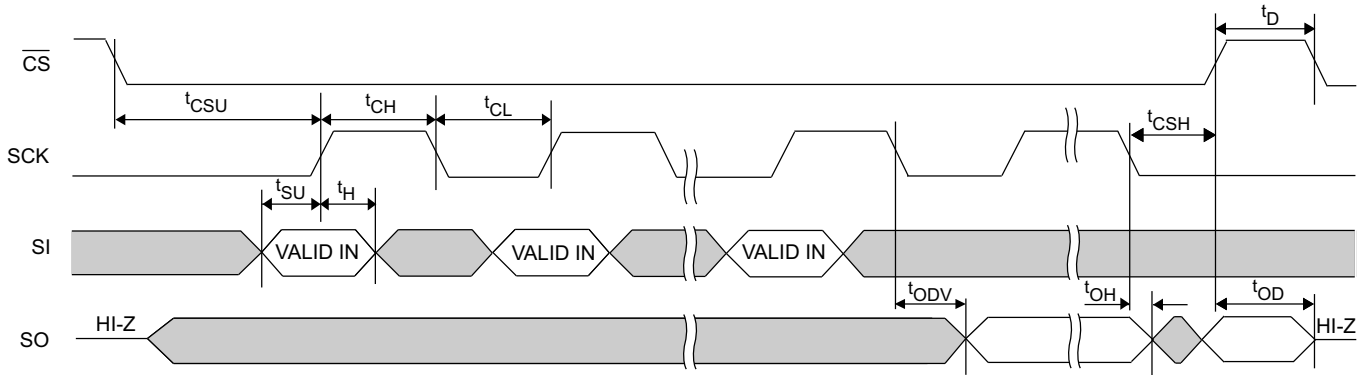 t_D
CS
t_CSU
t_CH
t_CL
t_CSH
SCK
t_SU
t_H
SI
VALID IN
VALID IN
VALID IN
t_ODV
t_OH
t_OD
HI-Z
HI-Z
SO